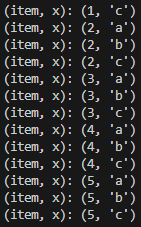 (item, x): (1, 'c')
(item, x): (2, 'a')
(item, x): (2, 'b')
(item, x): (2, 'c')
(item, x): (3, 'a')
(item, x): (3, 'b')
(item, x): (3, 'c')
(item, x): (4, 'a')
(item, x): (4, 'b')
(item, x): (4, 'c')
(item, x): (5, 'a')
(item, x): (5, 'b')
(item, x): (5, 'c')